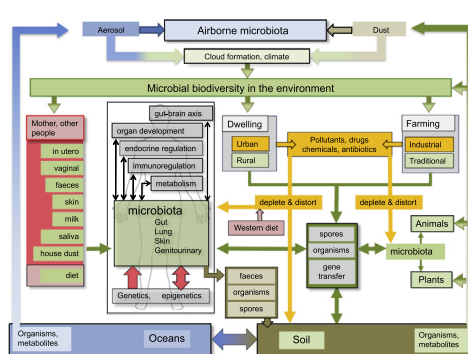 Aerosol
Airborne microbiota
Dust
Cloud formation, climate
Microbial biodiversity in the environment
Mother, other
people
in utero
vaginal
faeces
skin
milk
saliva
house dust
diet
gut-brain axis
organ development
endocrine regulation
immunoregulation
metabolism
microbiota
Gut
Lung
Skin
Genitourinary
Genetics, epigenetics
Dwelling
Urban
Rural
Pollutants, drugs
chemicals, antibiotics
Farming
Industrial
Traditional
deplete & distort
Western diet
deplete & distort
spores
organisms
gene
transfer
Animals
microbiota
Plants
faeces
organisms
spores
Organisms,
metabolites
Oceans
Soil
Organisms,
metabolites